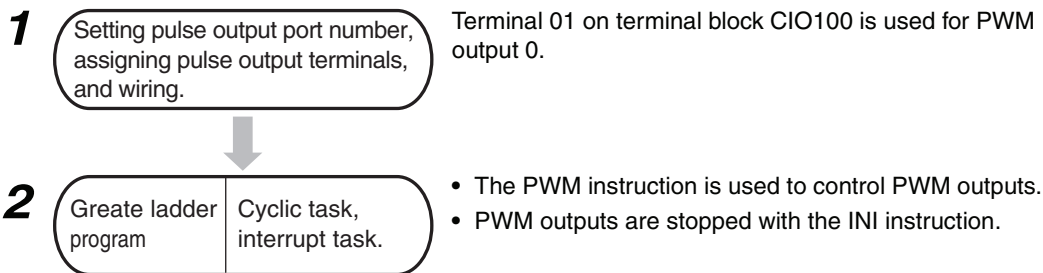 1
Setting pulse output port number,
assigning pulse output terminals,
and wiring.
Terminal 01 on terminal block CIO100 is used for PWM
output 0.
2
Greate ladder
program
Cyclic task,
interrupt task.
• The PWM instruction is used to control PWM outputs.
• PWM outputs are stopped with the INI instruction.